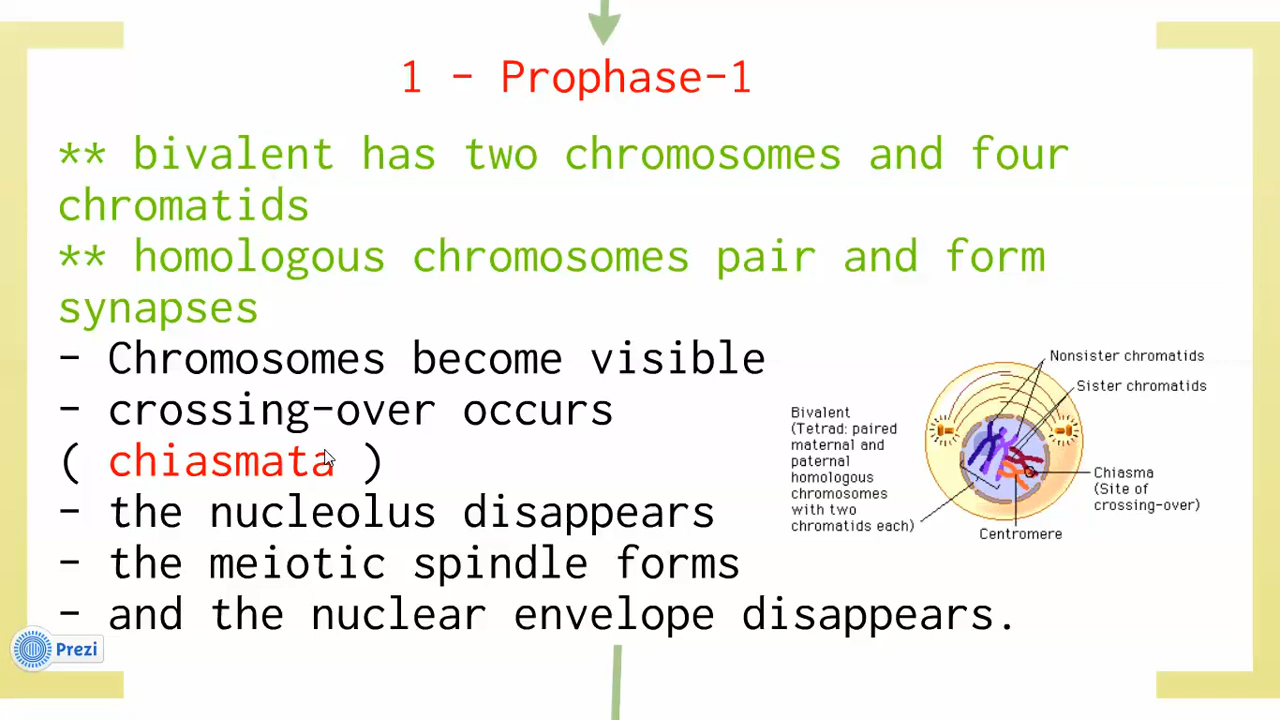 1 - Prophase-1
** bivalent has two chromosomes and four
chromatids
** homologous chromosomes pair and form
synapses
- Chromosomes become visible
- crossing-over occurs
( chiasmata )
- the nucleolus disappears
- the meiotic spindle forms
- and the nuclear envelope disappears.
Nonsister chromatids
Sister chromatids
Bivalent
(Tetrad: paired
maternal and
paternal
homologous
chromosomes
with two
chromatids each)
Chiasma
(Site of
crossing-over)
Centromere
Prezi